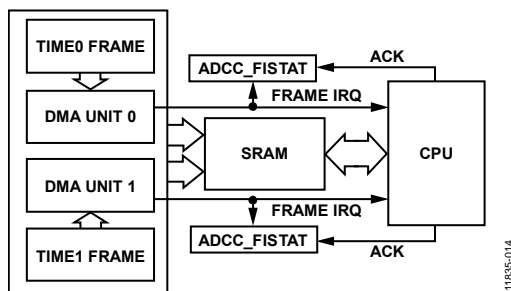 TIME0 FRAME
ADCC_FISTAT
ACK
DMA UNIT 0
FRAME IRQ
SRAM
CPU
DMA UNIT 1
FRAME IRQ
TIME1 FRAME
ADCC_FISTAT
ACK
11835-014